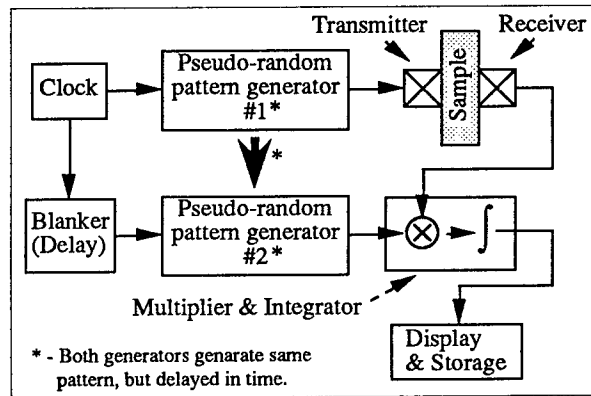 Transmitter
Receiver
Clock
Pseudo-random
pattern generator
#1*
Sample
*
Blanker
(Delay)
Pseudo-random
pattern generator
#2*
Multiplier & Integrator
Display
& Storage
* - Both generators genarate same
pattern, but delayed in time.